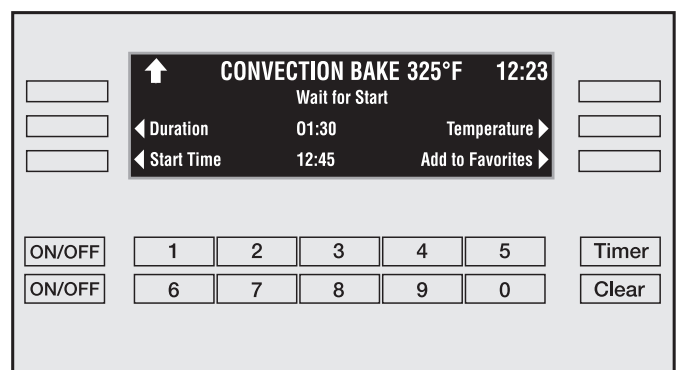 CONVECTION BAKE 325°F 12:23
Wait for Start
Duration 01:30 Temperature
Start Time 12:45 Add to Favorites
ON/OFF 1 2 3 4 5 Timer
ON/OFF 6 7 8 9 0 Clear